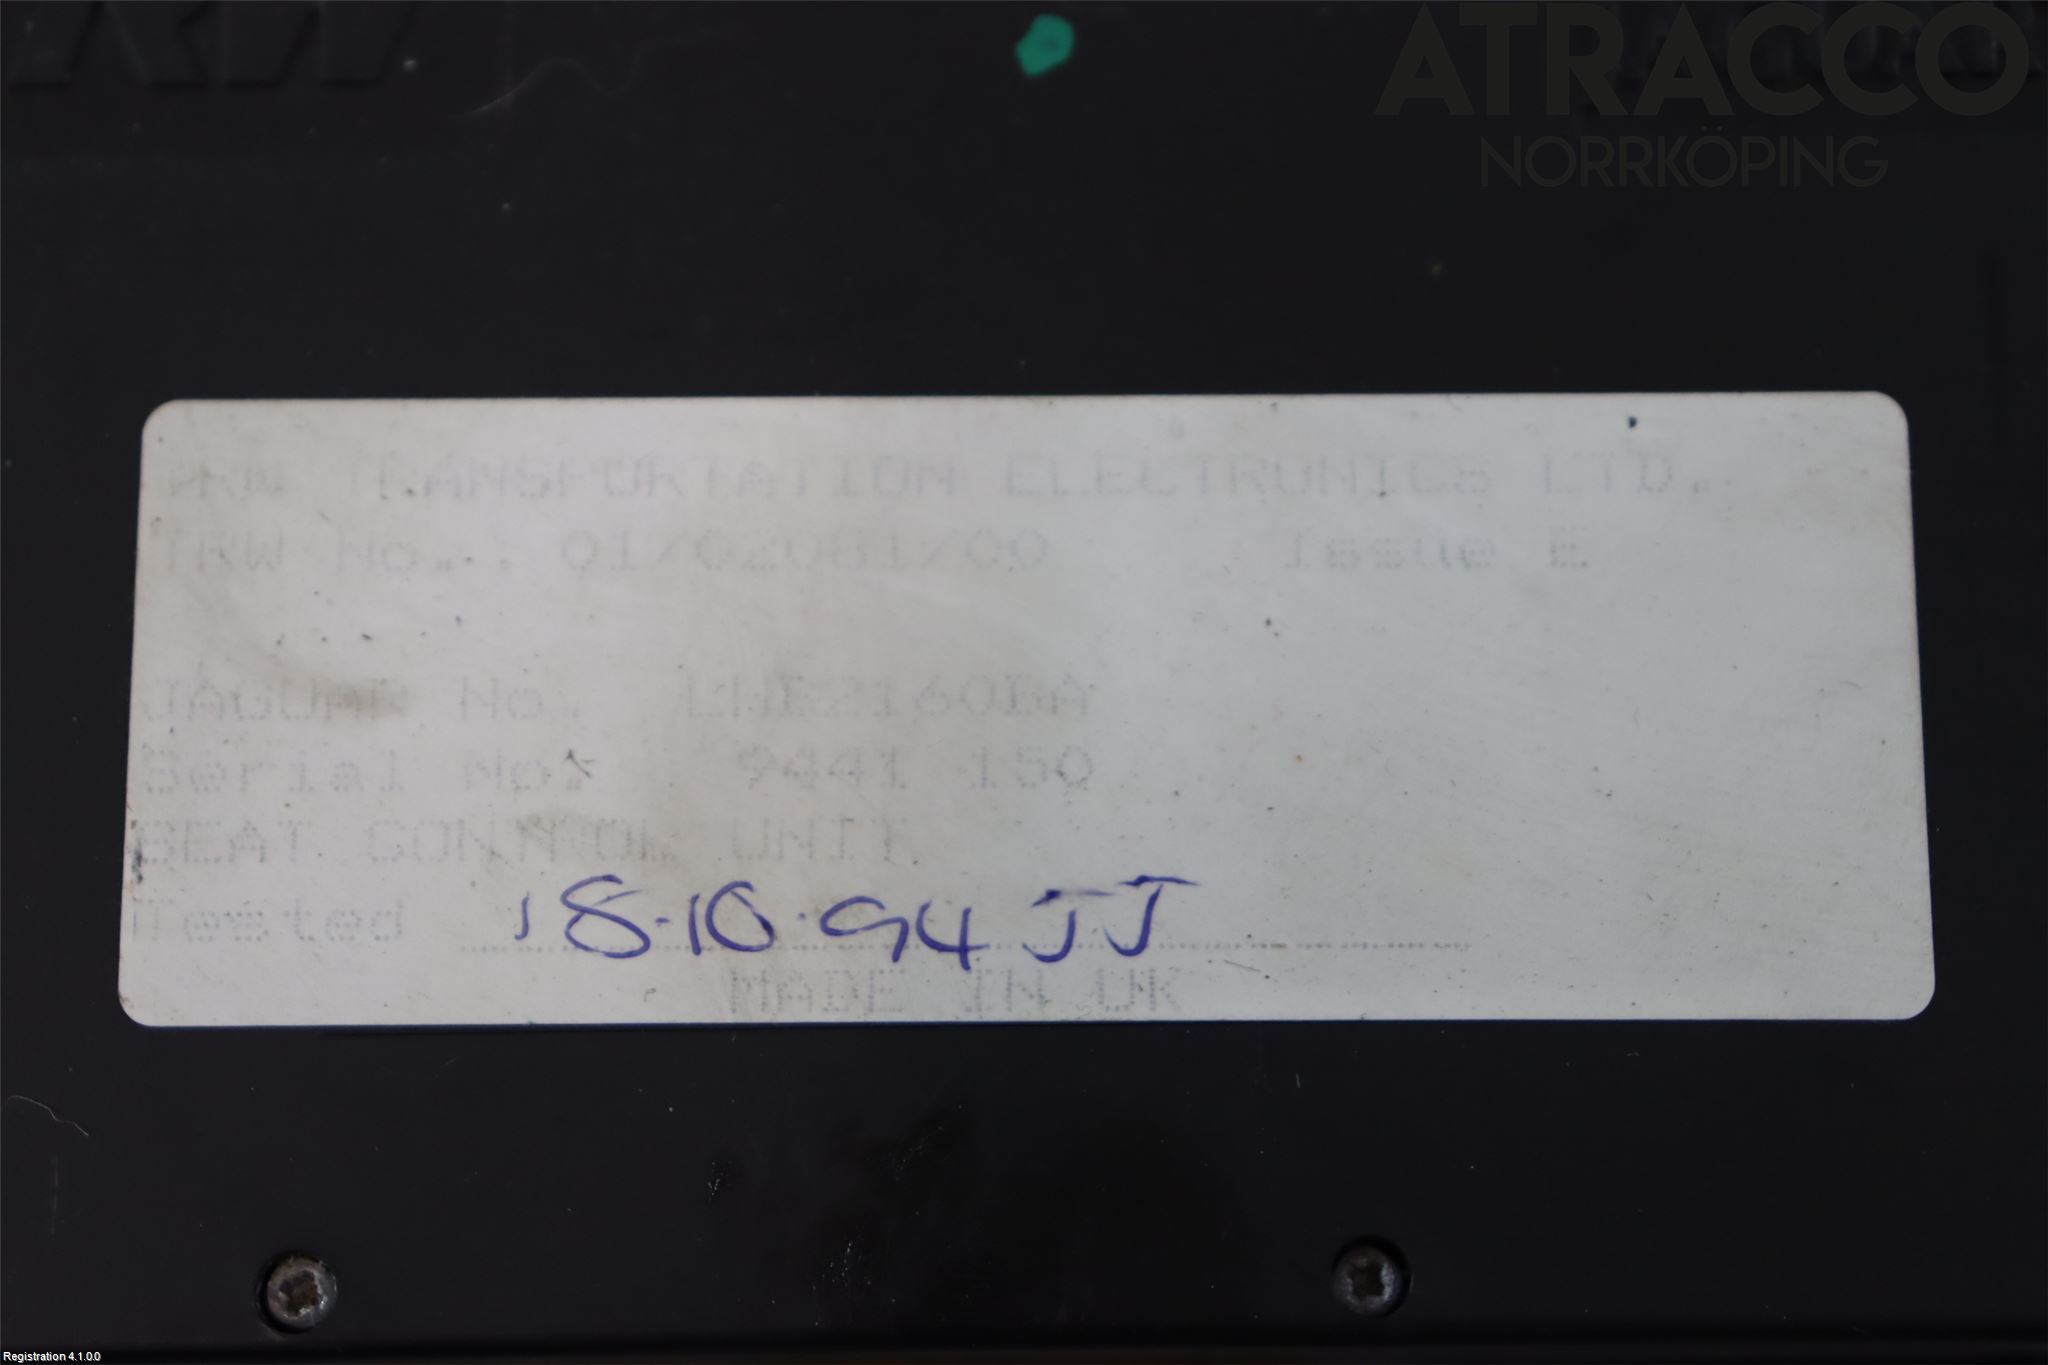 ATRACCO
NORRKÖPING
TRW TRANSPORTATION ELECTRONICS LTD.
TRW No.: 01/02081/00 Issue E
JAGUAR No. LHE2160BA
Serial No: 9441 150
SEAT CONTROL UNIT
Tested 18.10.94 JJ
MADE IN UK
Registration 4.1.0.0